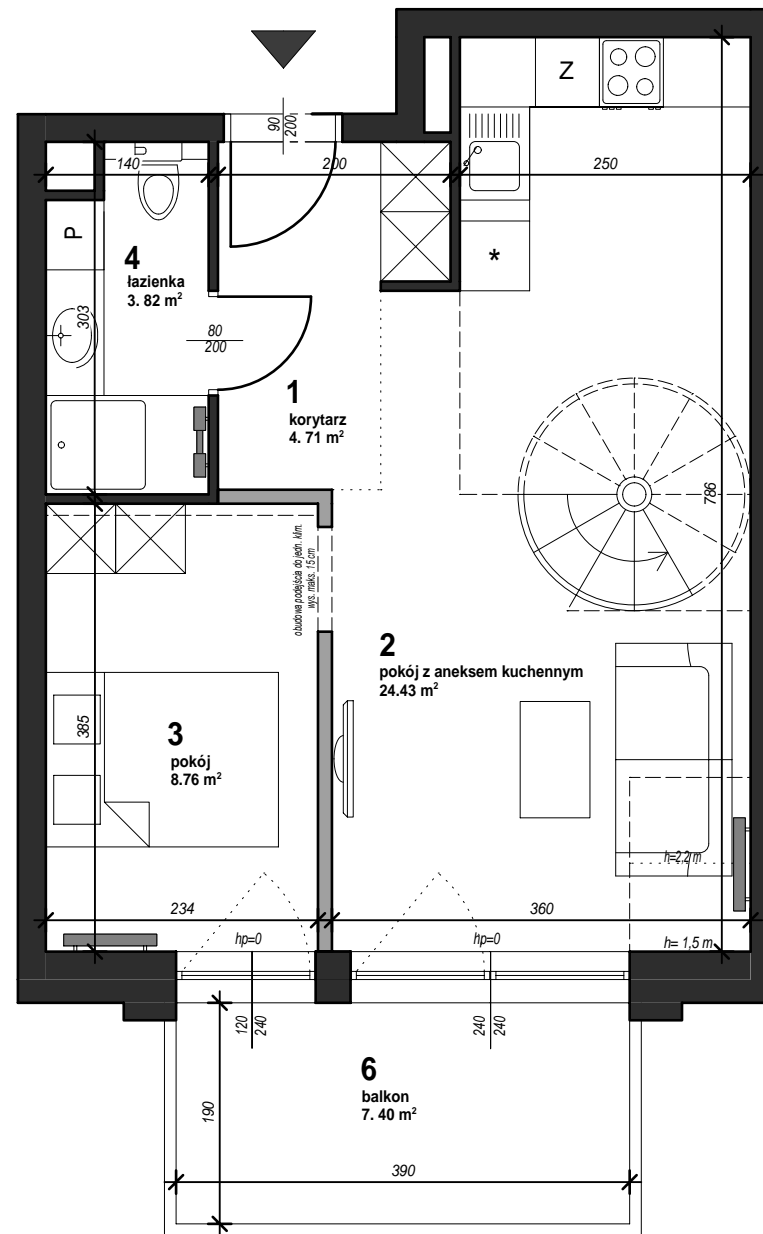 Z
90
200
140
200
250
P
*
4
łazienka
3. 82 m²
303
80
200
1
korytarz
4. 71 m²
786
obudowa podejścia do jedn. klim.
wys. maks. 15 cm
2
pokój z aneksem kuchennym
24.43 m²
385
3
pokój
8.76 m²
h=2,2 m
234
360
hp=0
hp=0
h= 1,5 m
120
240
240
240
6
balkon
7. 40 m²
190
390